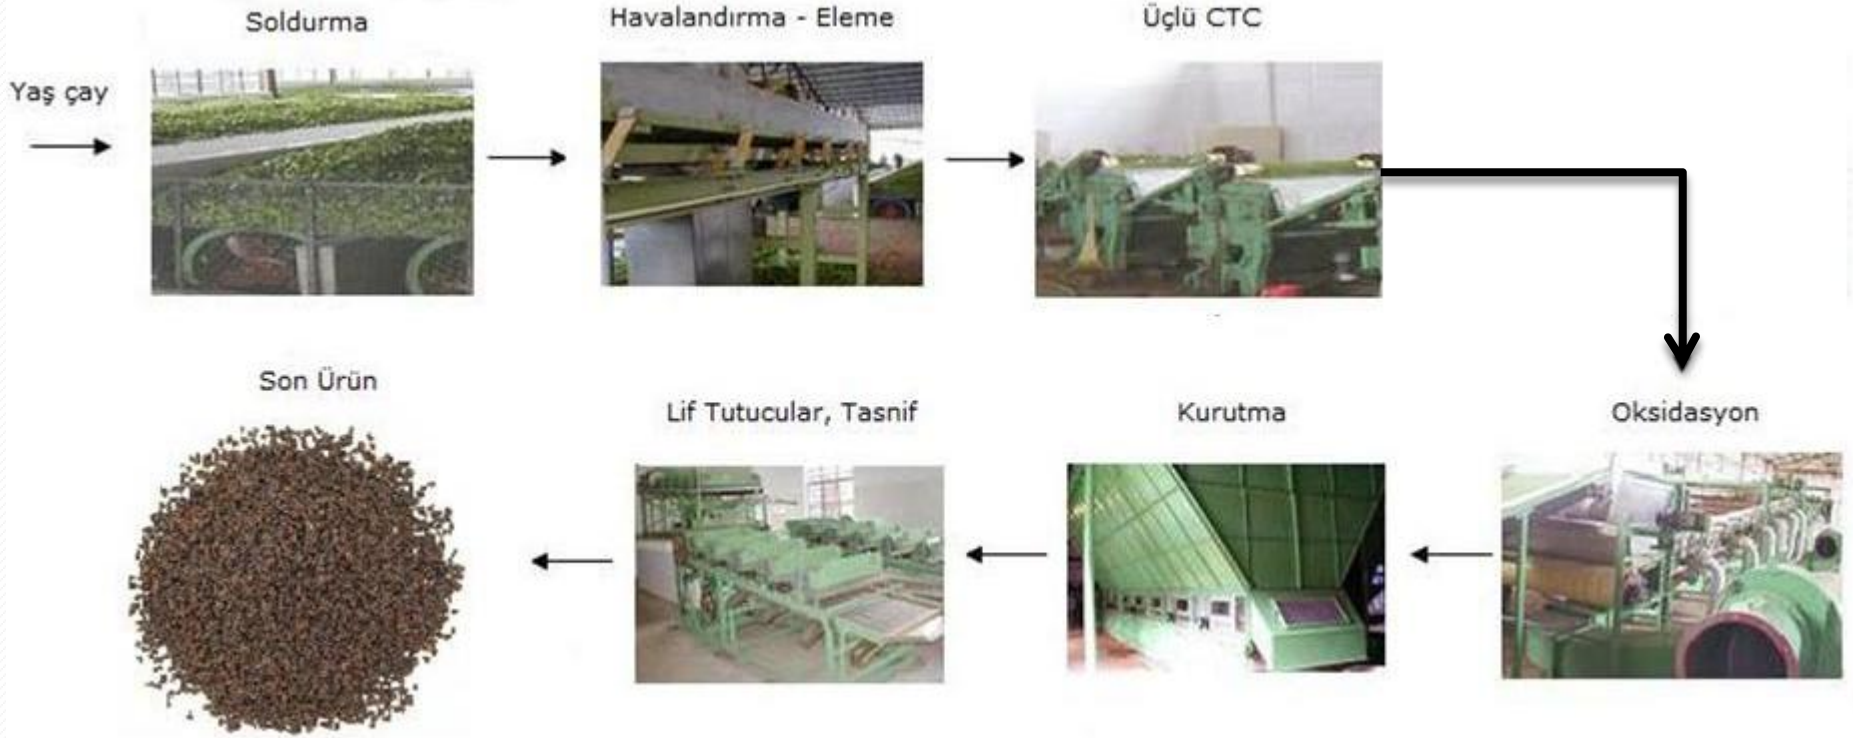 Yaş çay
Soldurma
Havalandırma - Eleme
Üçlü CTC
Oksidasyon
Kurutma
Lif Tutucular, Tasnif
Son Ürün